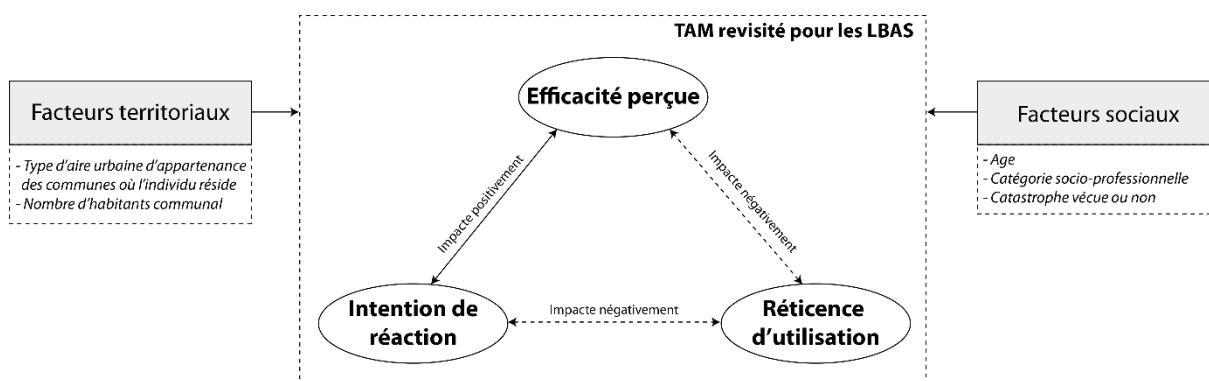 TAM revisité pour les LBAS
Efficacité perçue
Facteurs territoriaux
- Type d'aire urbaine d'appartenance
des communes où l'individu réside
- Nombre d'habitants communal
Facteurs sociaux
- Age
- Catégorie socio-professionnelle
- Catastrophe vécue ou non
Impacte positivement
Impacte négativement
Intention de
réaction
Impacte négativement
Réticence
d'utilisation